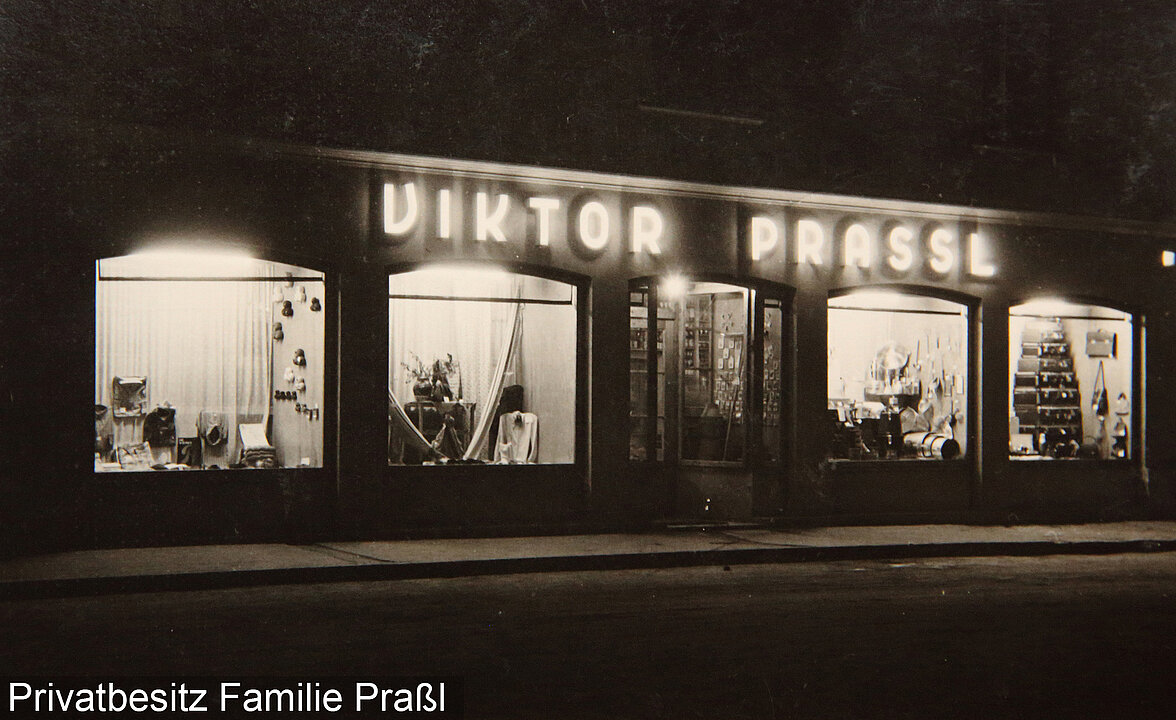 VIKTOR PRASSL
Privatbesitz Familie Praßl